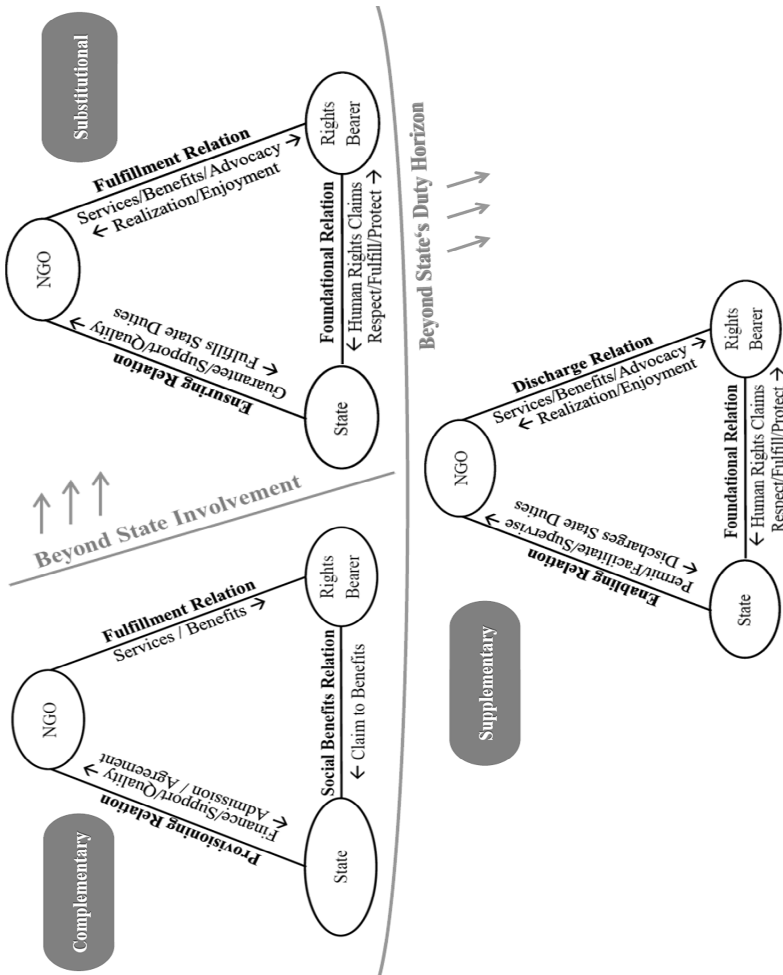 Complementary
NGO
Provisioning Relation
Finance/Support/Quality →
← Admission / Agreement
Fulfillment Relation
Services / Benefits →
State
Social Benefits Relation
← Claim to Benefits
Rights
Bearer
Beyond State Involvement
Substitutional
NGO
Ensuring Relation
Guarantee/Support/Quality →
← Fulfills State Duties
Fulfillment Relation
Services/Benefits/Advocacy →
← Realization/Enjoyment
State
Foundational Relation
← Human Rights Claims
Respect/Fulfill/Protect →
Rights
Bearer
Beyond State‘s Duty Horizon
Supplementary
NGO
Enabling Relation
Permit/Facilitate/Supervise →
← Discharges State Duties
Discharge Relation
Services/Benefits/Advocacy →
← Realization/Enjoyment
State
Foundational Relation
← Human Rights Claims
Respect/Fulfill/Protect →
Rights
Bearer